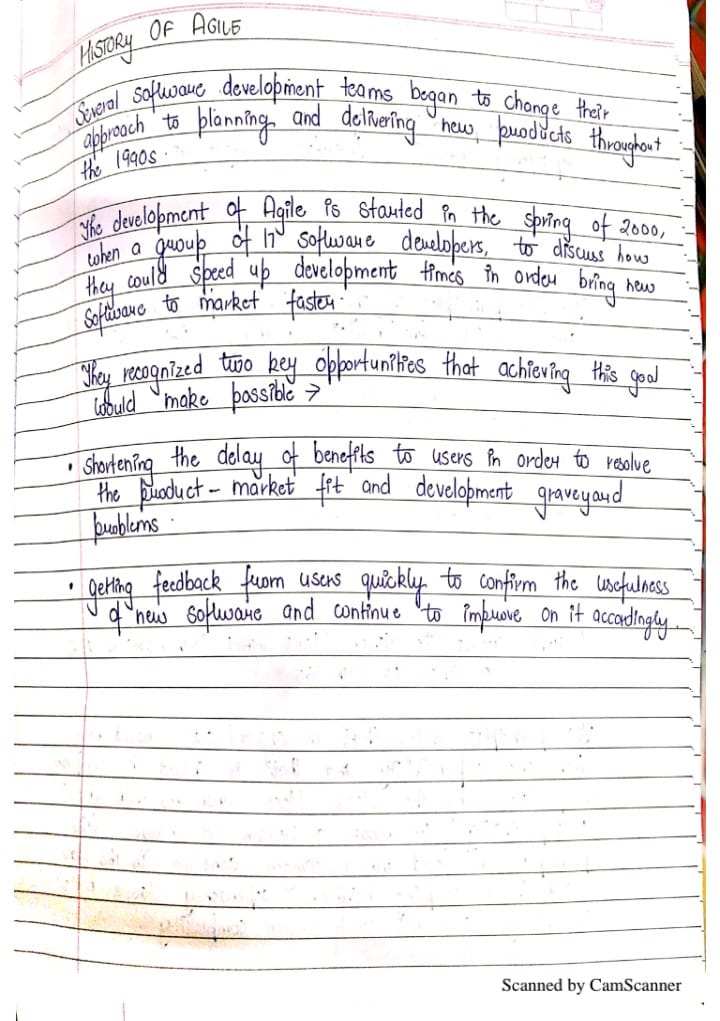 HISTORY OF AGILE
Several software development teams began to change their
approach to planning and delivering new products throughout
the 1990s.
The development of Agile is started in the spring of 2000,
when a group of 17 software developers, to discuss how
they could speed up development times in order bring new
software to market faster.
They recognized two key opportunities that achieving this goal
would make possible →
• Shortening the delay of benefits to users in order to resolve
the product - market fit and development graveyard
problems.
• getting feedback from users quickly to confirm the usefulness
of new software and continue to improve on it accordingly.
Scanned by CamScanner